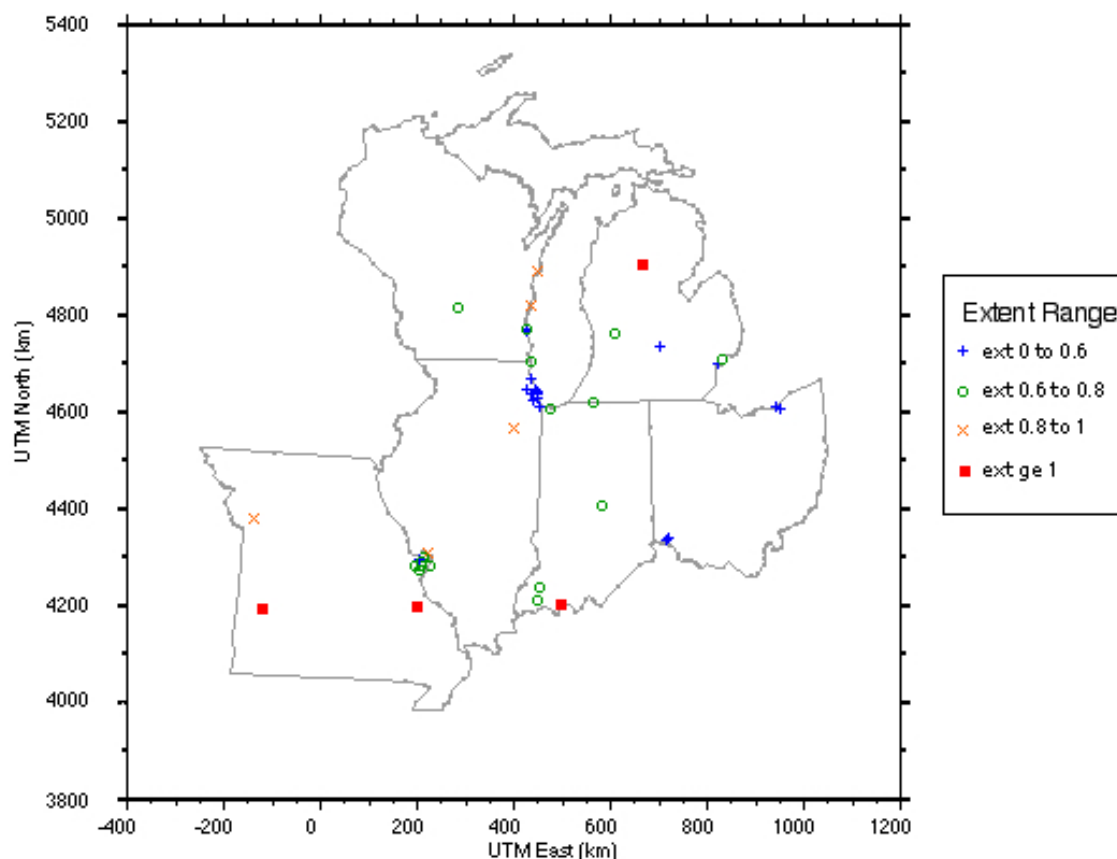 5400
5200
5000
4800
4600
4400
4200
4000
3800
UTM North (km)
-400 -200 0 200 400 600 800 1000 1200
UTM East (km)
Extent Range
ext 0 to 0.6
ext 0.6 to 0.8
ext 0.8 to 1
ext ge 1